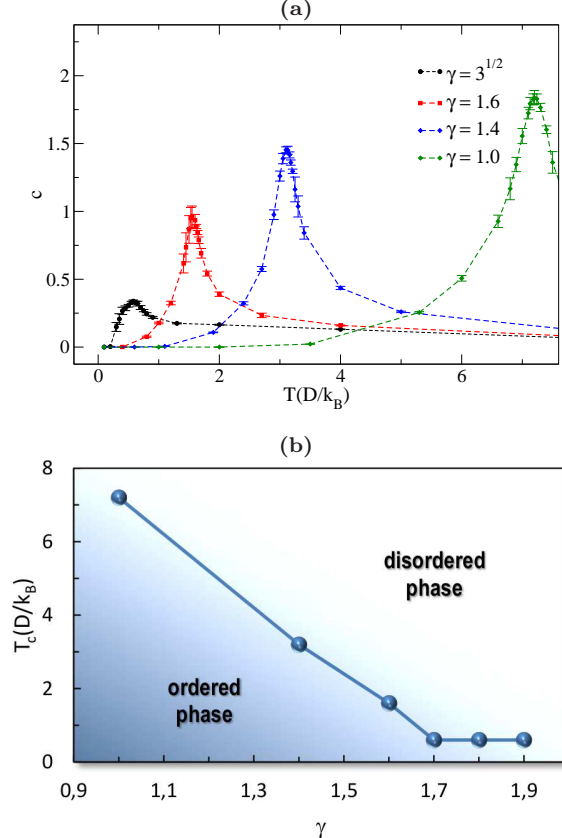 (a)
2
1.5
1
0.5
0
c
γ = 3^{1/2}
γ = 1.6
γ = 1.4
γ = 1.0
0 2 4 6
T(D/k_B)
(b)
8
6
4
2
0
T_c(D/k_B)
disordered
phase
ordered
phase
0,9 1,1 1,3 1,5 1,7 1,9
γ